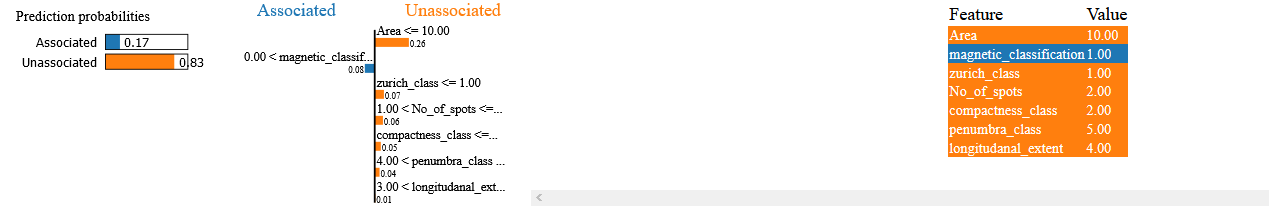 Prediction probabilities
Associated 0.17
Unassociated 0.83
Associated Unassociated
Area <= 10.00
0.26
0.00 < magnetic_classif...
0.08
zurich_class <= 1.00
0.07
1.00 < No_of_spots <=...
0.06
compactness_class <=...
0.05
4.00 < penumbra_class ...
0.04
3.00 < longitudanal_ext...
0.01
Feature Value
Area 10.00
magnetic_classification 1.00
zurich_class 1.00
No_of_spots 2.00
compactness_class 2.00
penumbra_class 5.00
longitudanal_extent 4.00